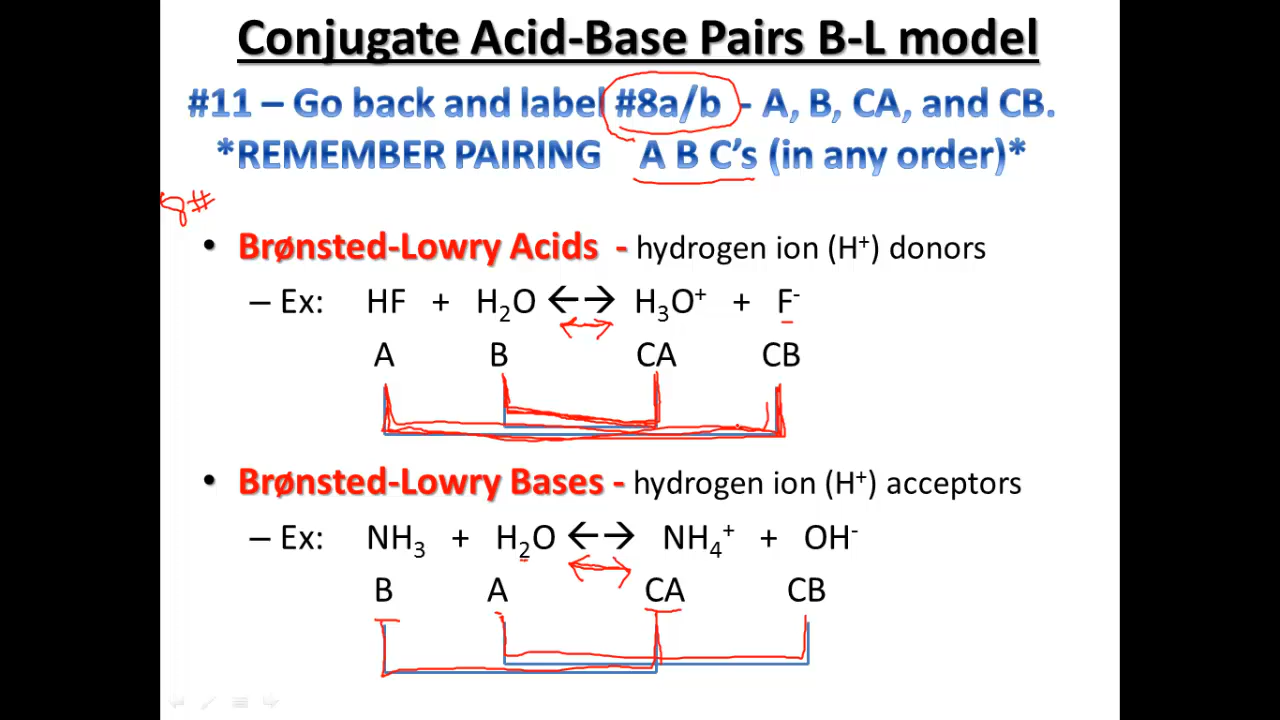 Conjugate Acid-Base Pairs B-L model
#11 – Go back and label #8a/b - A, B, CA, and CB.
*REMEMBER PAIRING A B C's (in any order)*
8#
• Brønsted-Lowry Acids - hydrogen ion (H⁺) donors
– Ex: HF + H₂O ←→ H₃O⁺ + F⁻
A B CA CB
• Brønsted-Lowry Bases - hydrogen ion (H⁺) acceptors
– Ex: NH₃ + H₂O ←→ NH₄⁺ + OH⁻
B A CA CB